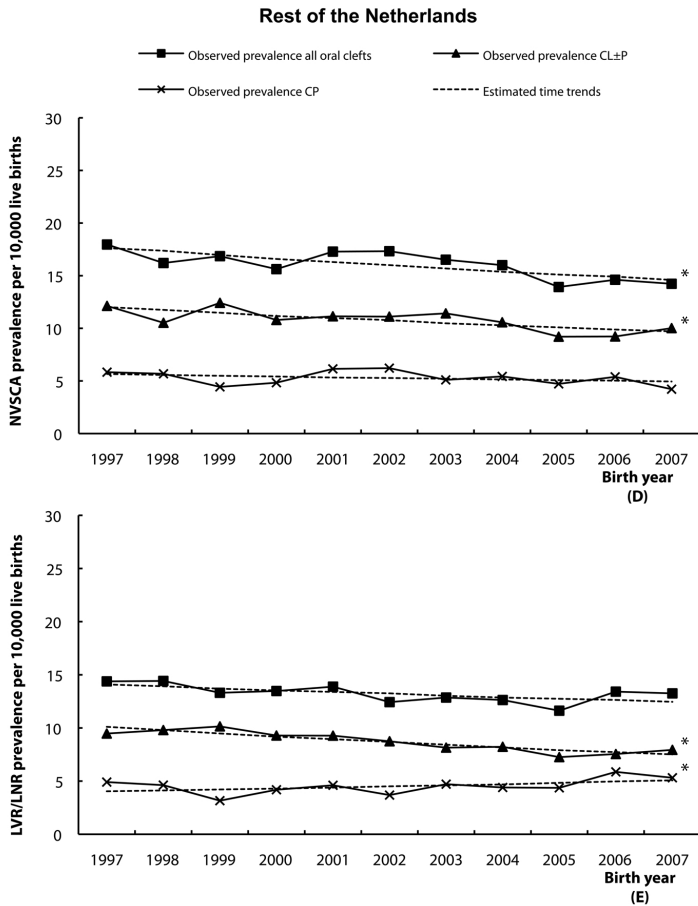 Rest of the Netherlands
Observed prevalence all oral clefts
Observed prevalence CL±P
Observed prevalence CP
Estimated time trends
NVSCA prevalence per 10,000 live births
30
25
20
15
10
5
0
*
*
1997 1998 1999 2000 2001 2002 2003 2004 2005 2006 2007
Birth year
(D)
LVR/LNR prevalence per 10,000 live births
30
25
20
15
10
5
0
*
*
1997 1998 1999 2000 2001 2002 2003 2004 2005 2006 2007
Birth year
(E)